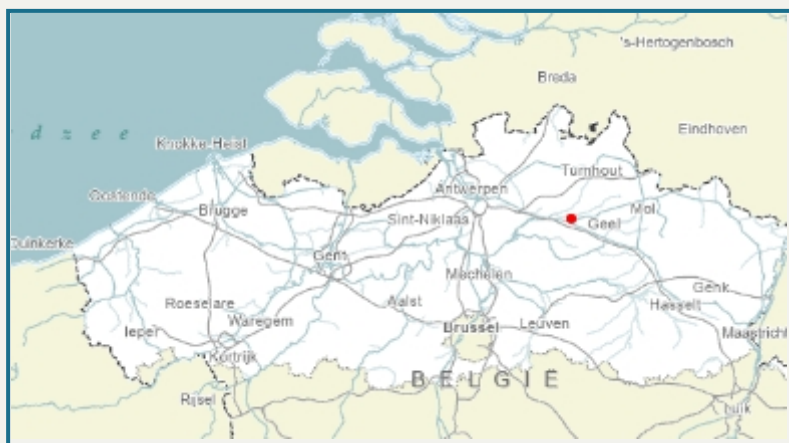 's-Hertogenbosch
Breda
Eindhoven
d z e e
Knokke-Heist
Turnhout
Antwerpen
Oostende
Brugge
Sint-Niklaas
Mol
Geel
Duinkerke
Gent
Mechelen
Genk
Roeselare
Aalst
Hasselt
Ieper
Waregem
Brussel
Leuven
Maastricht
Kortrijk
BELGIË
Rijsel
Luik